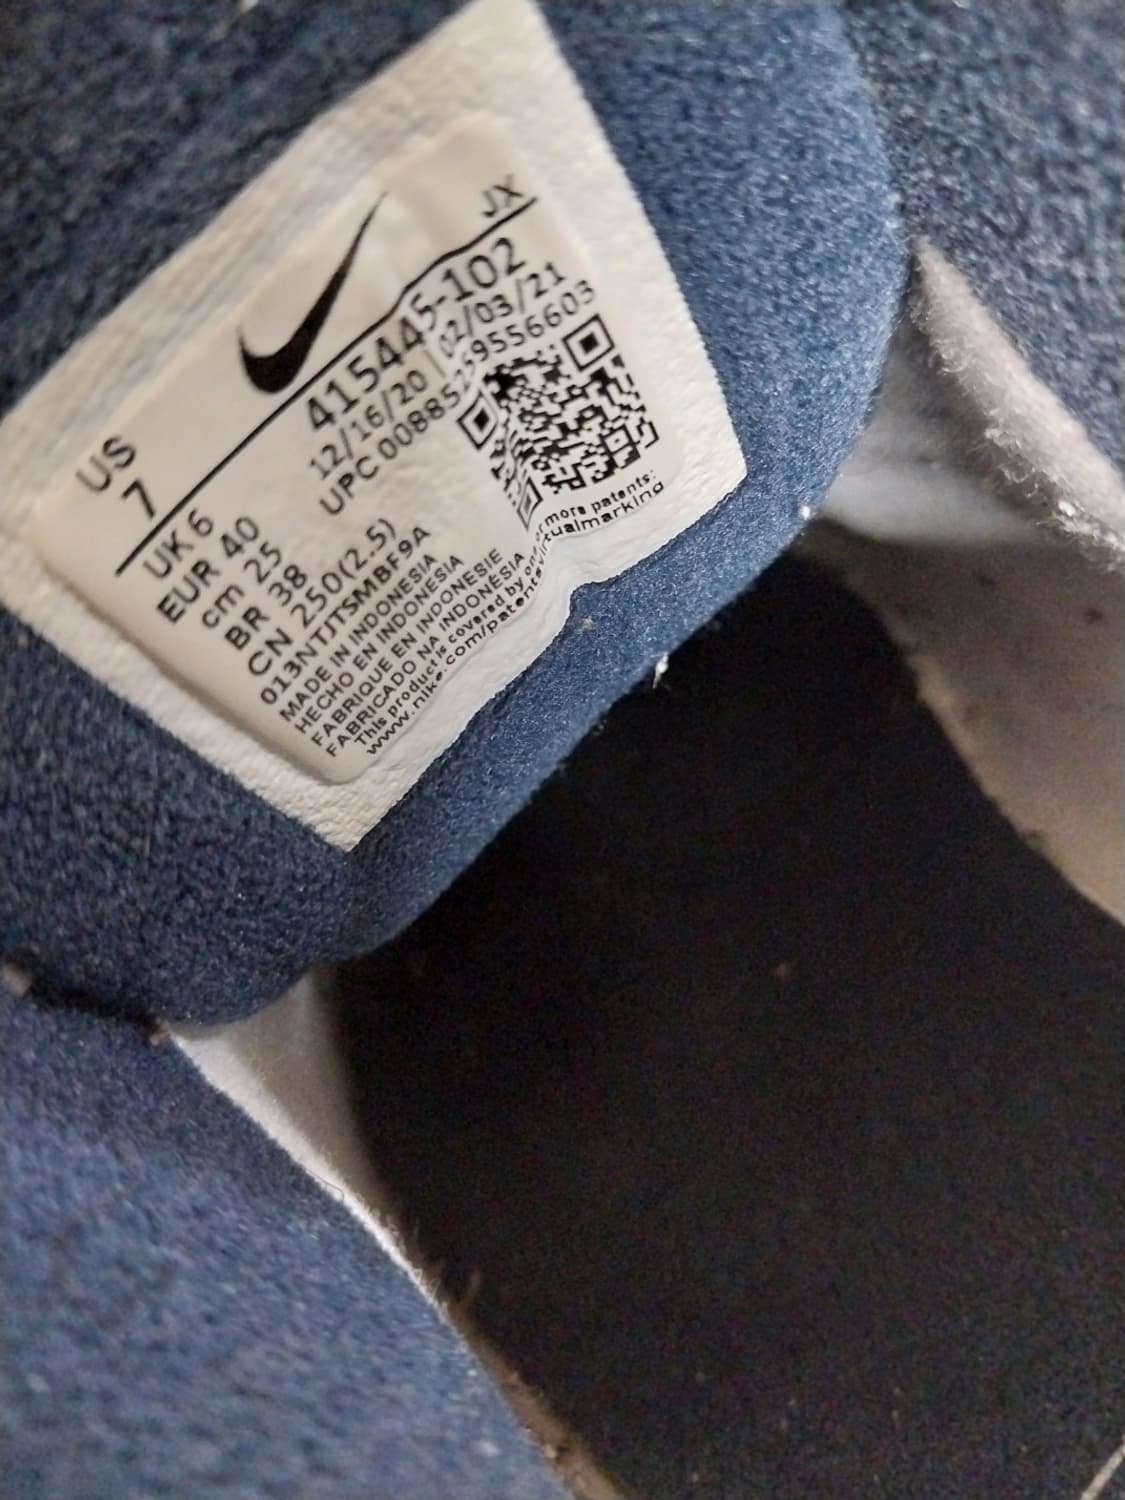 US
7
JX
UK 6
EUR 40
cm 25
BR 38
CN 250(2.5)
415445-102
12/16/20 | 02/03/21
UPC 00885259556603
013NTJTSMBF9A
MADE IN INDONESIA
HECHO EN INDONESIA
FABRIQUE EN INDONESIE
FABRICADO NA INDONÉSIA
This product is covered by one or more patents:
www.nike.com/patentsvirtualmarking